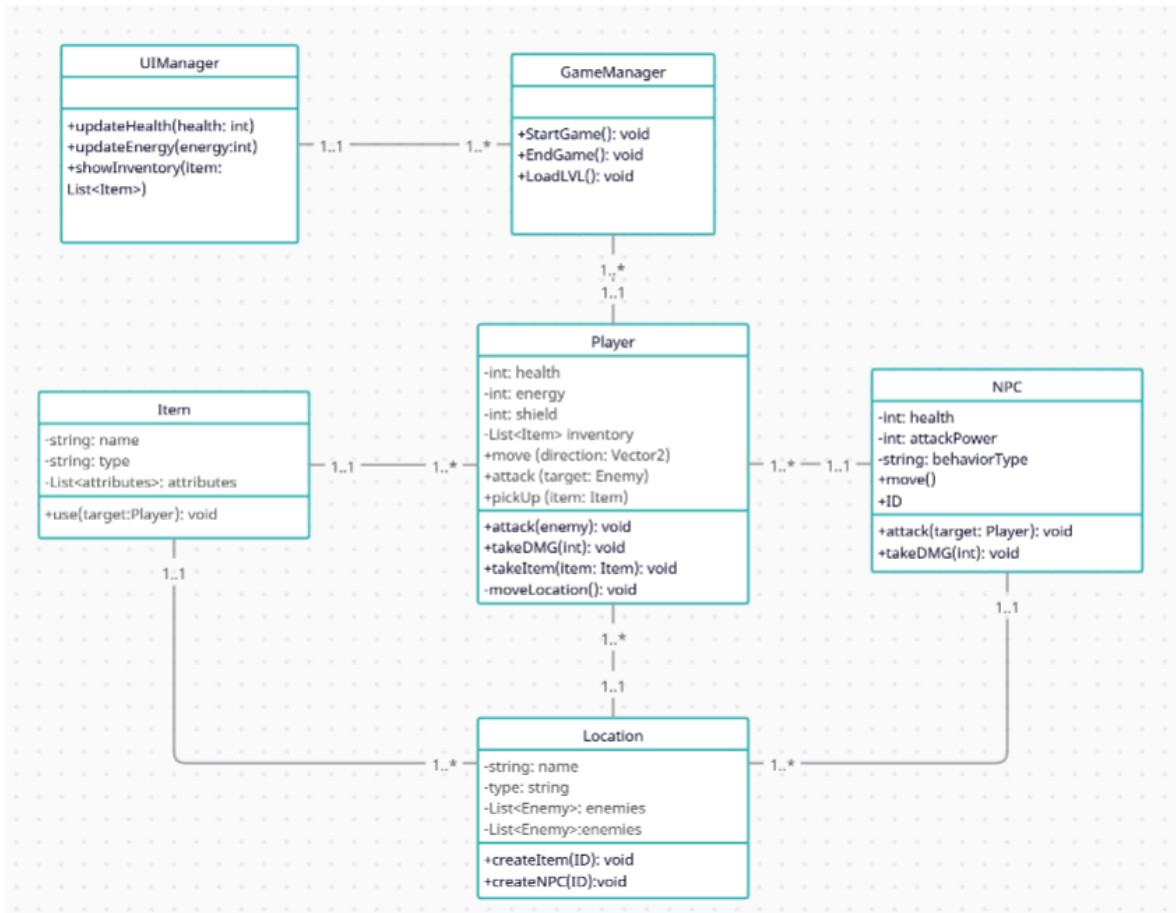 UIManager
+updateHealth(health: int)
+updateEnergy(energy:int)
+showInventory(item:
List<Item>)
1..1
1..*
GameManager
+StartGame(): void
+EndGame(): void
+LoadLVL(): void
1..*
1..1
Player
-int: health
-int: energy
-int: shield
-List<Item> inventory
+move (direction: Vector2)
+attack (target: Enemy)
+pickUp (item: Item)
+attack(enemy): void
+takeDMG(int): void
+takeItem(item: Item): void
-moveLocation(): void
Item
-string: name
-string: type
-List<attributes>: attributes
+use(target:Player): void
1..1
1..*
1..*
1..1
NPC
-int: health
-int: attackPower
-string: behaviorType
+move()
+ID
+attack(target: Player): void
+takeDMG(int): void
1..1
1..1
1..*
1..1
1..*
1..*
Location
-string: name
-type: string
-List<Enemy>: enemies
-List<Enemy>:enemies
+createItem(ID): void
+createNPC(ID):void